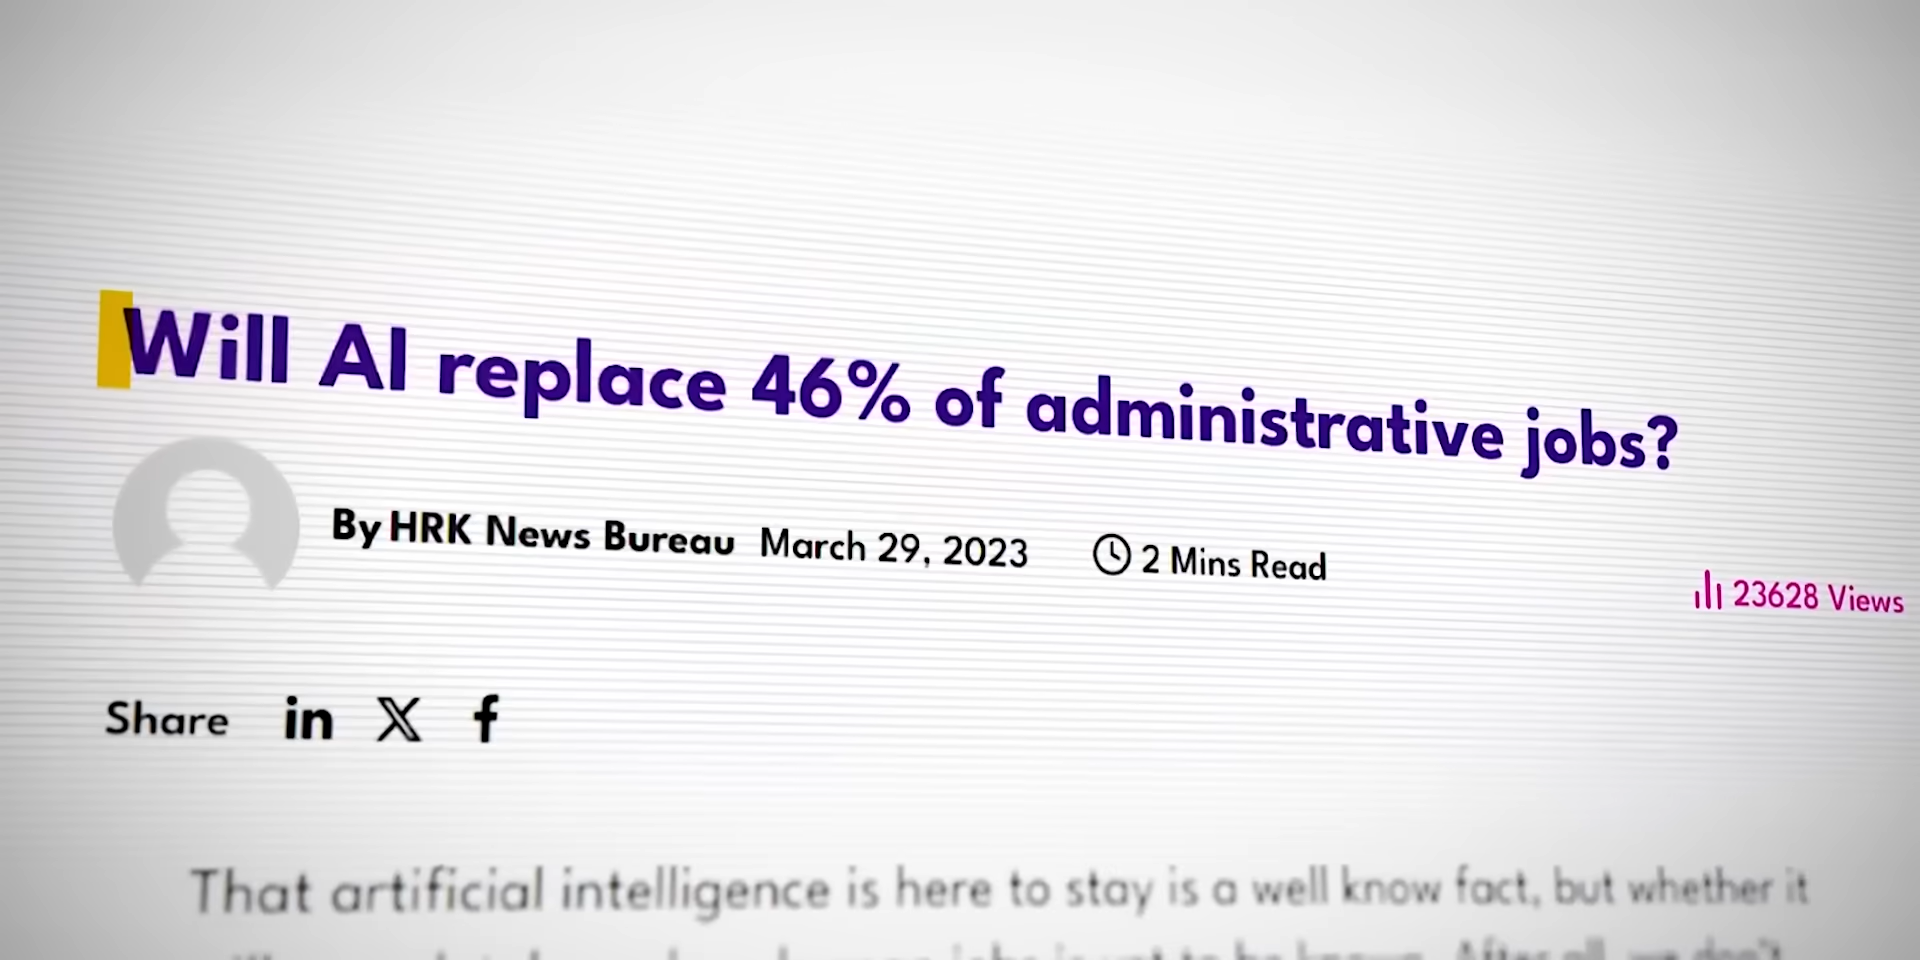 Will AI replace 46% of administrative jobs?
By HRK News Bureau March 29, 2023 2 Mins Read
23628 Views
Share in X f
That artificial intelligence is here to stay is a well know fact, but whether it